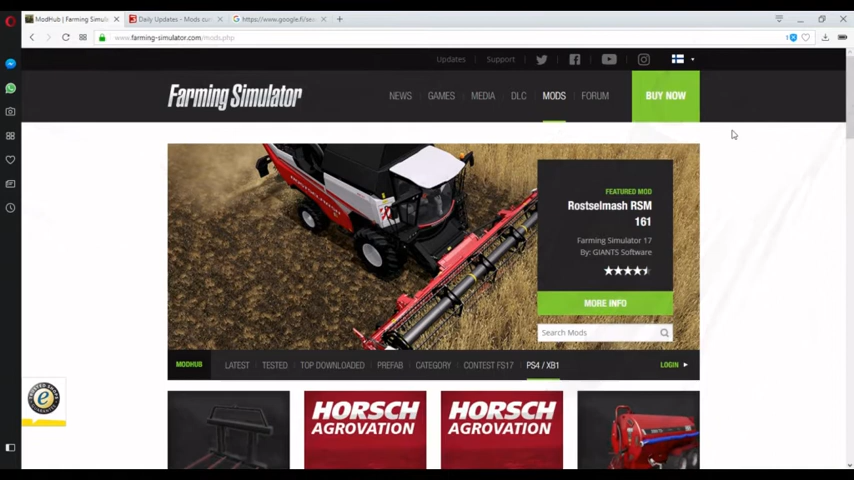 ModHub | Farming Simula
Daily Updates - Mods
https://www.google.fi/
www.farming-simulator.com/mods.php
Updates
Support
Farming Simulator
NEWS
GAMES
MEDIA
DLC
MODS
FORUM
BUY NOW
FEATURED MOD
Rostselmash RSM
161
Farming Simulator 17
By: GIANTS Software
MORE INFO
Search Mods
MODHUB
LATEST
TESTED
TOP DOWNLOADED
PREFAB
CATEGORY
CONTEST FS17
PS4 / XB1
LOGIN
HORSCH
AGROVATION
HORSCH
AGROVATION